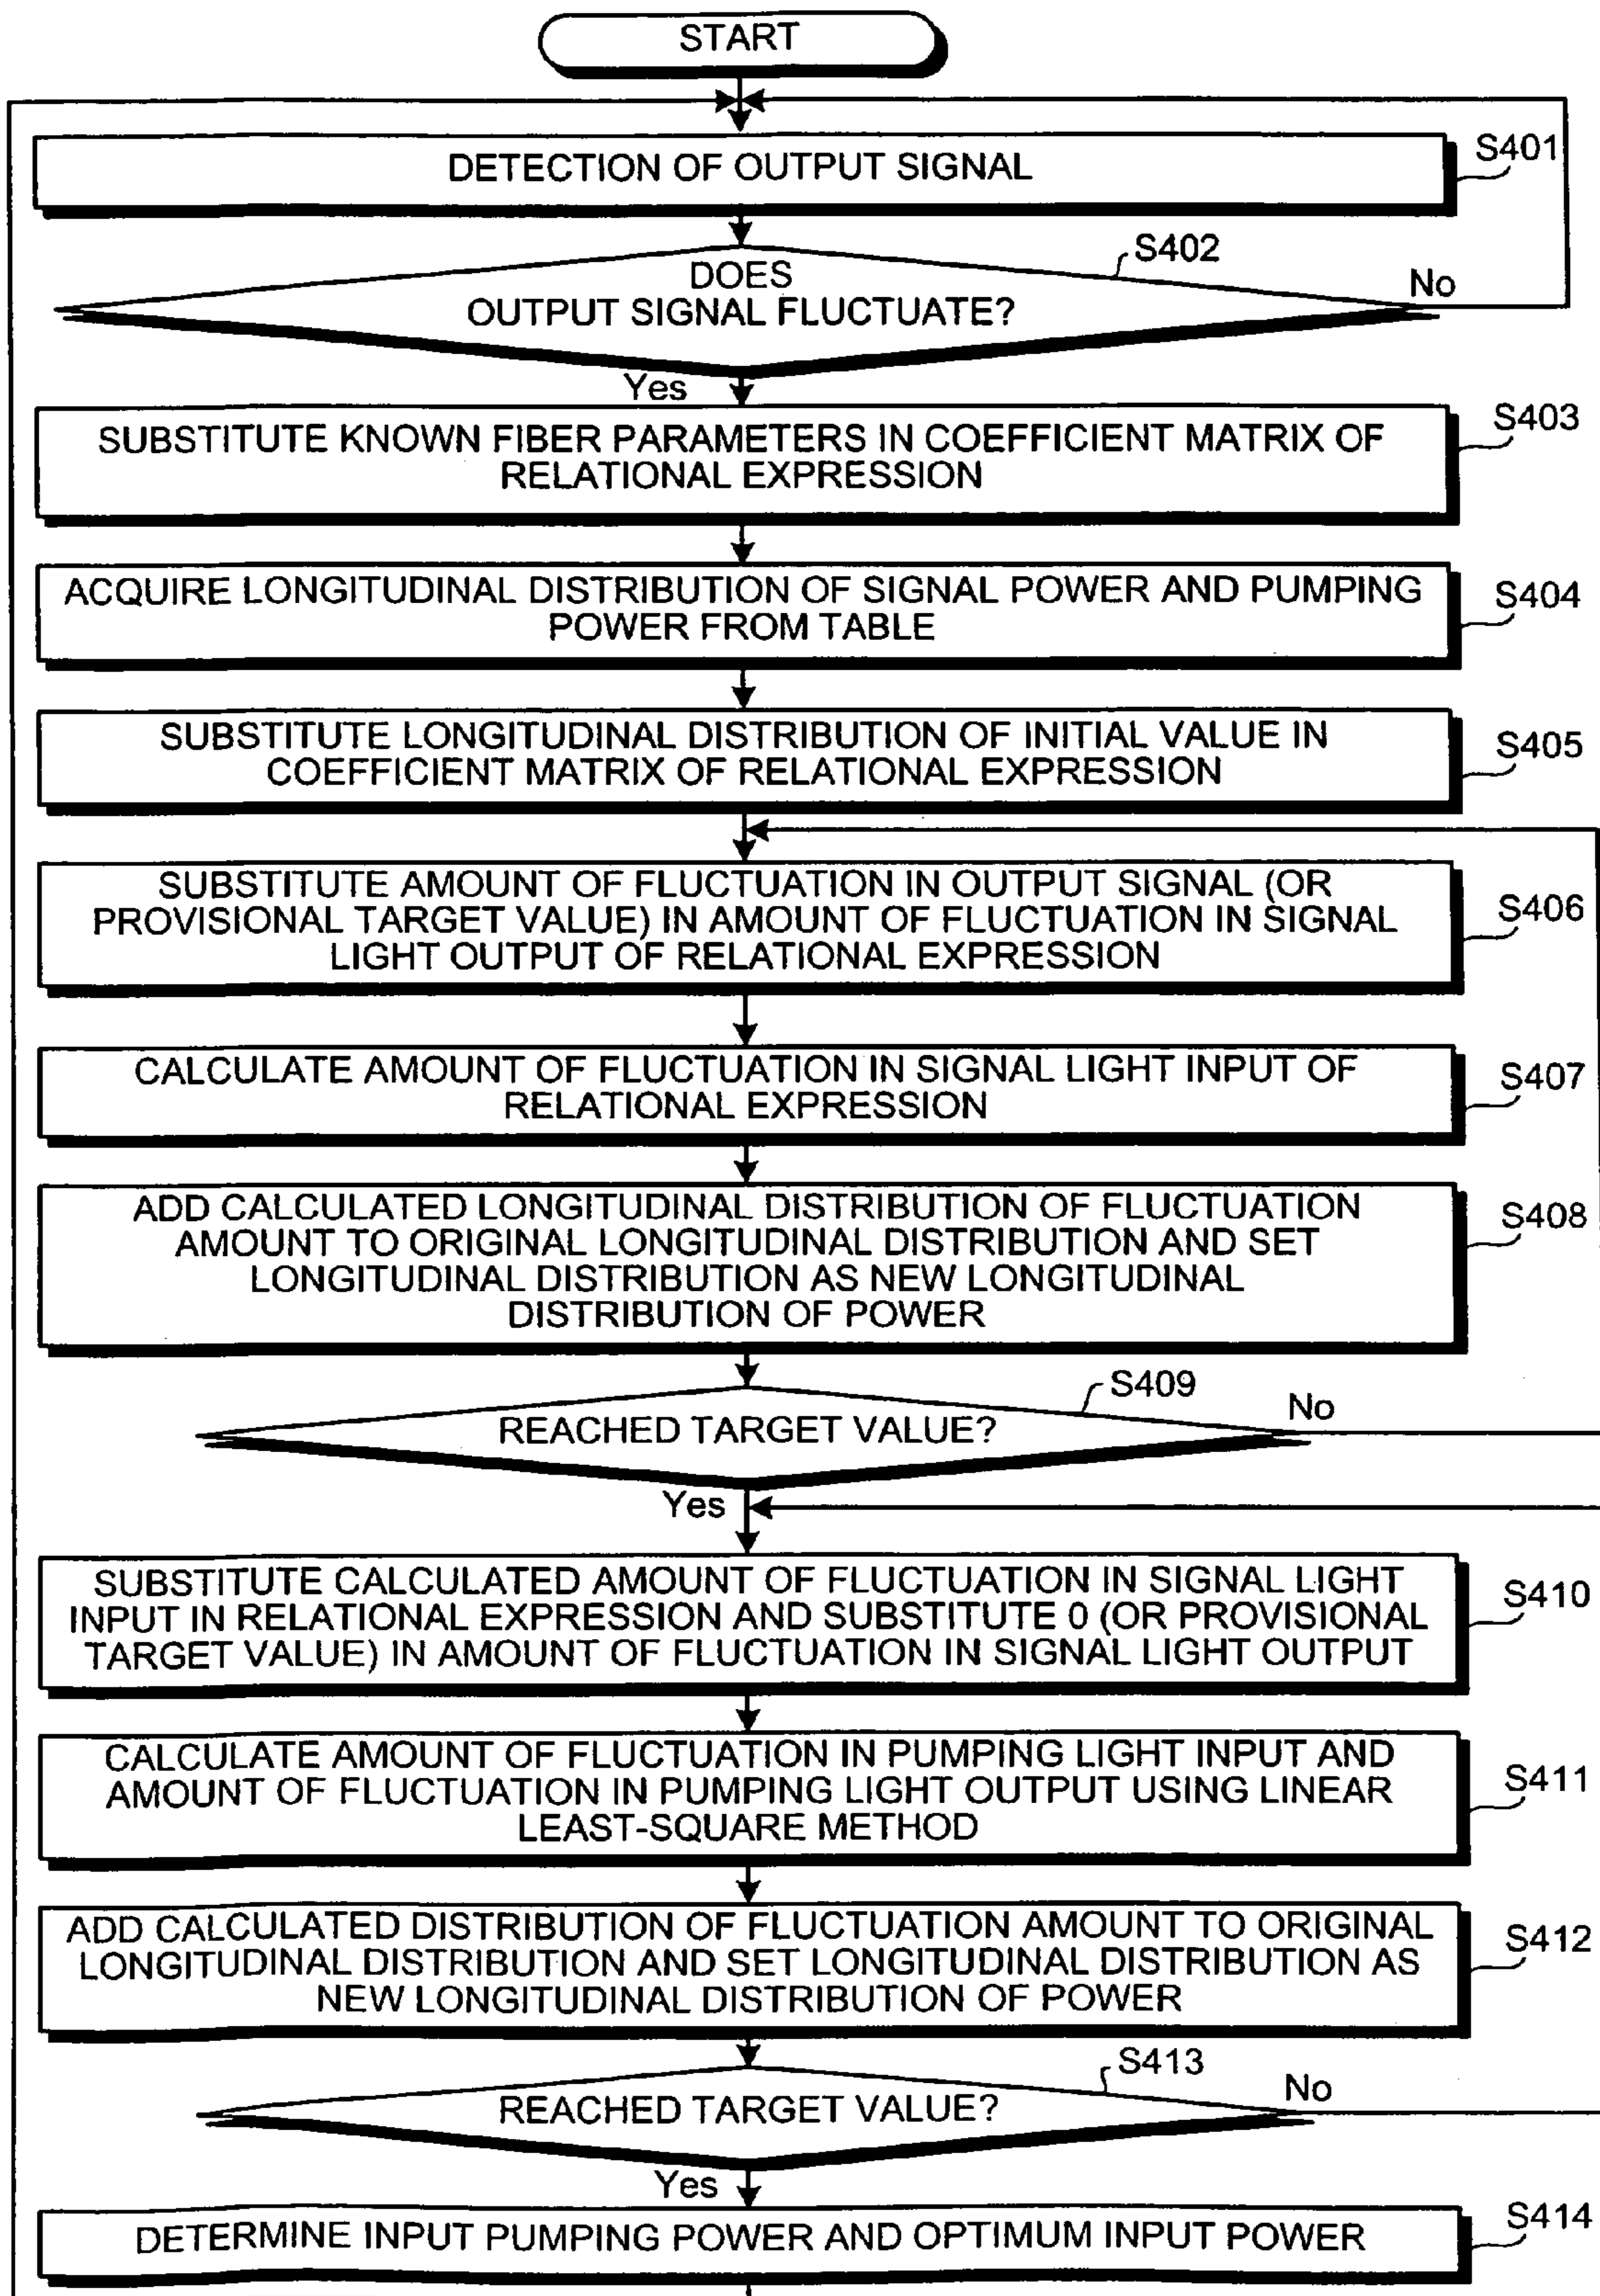 START
DETECTION OF OUTPUT SIGNAL
S401
S402
DOES
OUTPUT SIGNAL FLUCTUATE?
No
Yes
S403
SUBSTITUTE KNOWN FIBER PARAMETERS IN COEFFICIENT MATRIX OF
RELATIONAL EXPRESSION
ACQUIRE LONGITUDINAL DISTRIBUTION OF SIGNAL POWER AND PUMPING
POWER FROM TABLE
S404
SUBSTITUTE LONGITUDINAL DISTRIBUTION OF INITIAL VALUE IN
COEFFICIENT MATRIX OF RELATIONAL EXPRESSION
S405
SUBSTITUTE AMOUNT OF FLUCTUATION IN OUTPUT SIGNAL (OR
PROVISIONAL TARGET VALUE) IN AMOUNT OF FLUCTUATION IN SIGNAL
LIGHT OUTPUT OF RELATIONAL EXPRESSION
S406
CALCULATE AMOUNT OF FLUCTUATION IN SIGNAL LIGHT INPUT OF
RELATIONAL EXPRESSION
S407
ADD CALCULATED LONGITUDINAL DISTRIBUTION OF FLUCTUATION
AMOUNT TO ORIGINAL LONGITUDINAL DISTRIBUTION AND SET
LONGITUDINAL DISTRIBUTION AS NEW LONGITUDINAL
DISTRIBUTION OF POWER
S408
S409
REACHED TARGET VALUE?
No
Yes
SUBSTITUTE CALCULATED AMOUNT OF FLUCTUATION IN SIGNAL LIGHT
INPUT IN RELATIONAL EXPRESSION AND SUBSTITUTE 0 (OR PROVISIONAL
TARGET VALUE) IN AMOUNT OF FLUCTUATION IN SIGNAL LIGHT OUTPUT
S410
CALCULATE AMOUNT OF FLUCTUATION IN PUMPING LIGHT INPUT AND
AMOUNT OF FLUCTUATION IN PUMPING LIGHT OUTPUT USING LINEAR
LEAST-SQUARE METHOD
S411
ADD CALCULATED DISTRIBUTION OF FLUCTUATION AMOUNT TO ORIGINAL
LONGITUDINAL DISTRIBUTION AND SET LONGITUDINAL DISTRIBUTION AS
NEW LONGITUDINAL DISTRIBUTION OF POWER
S412
S413
REACHED TARGET VALUE?
No
Yes
DETERMINE INPUT PUMPING POWER AND OPTIMUM INPUT POWER
S414